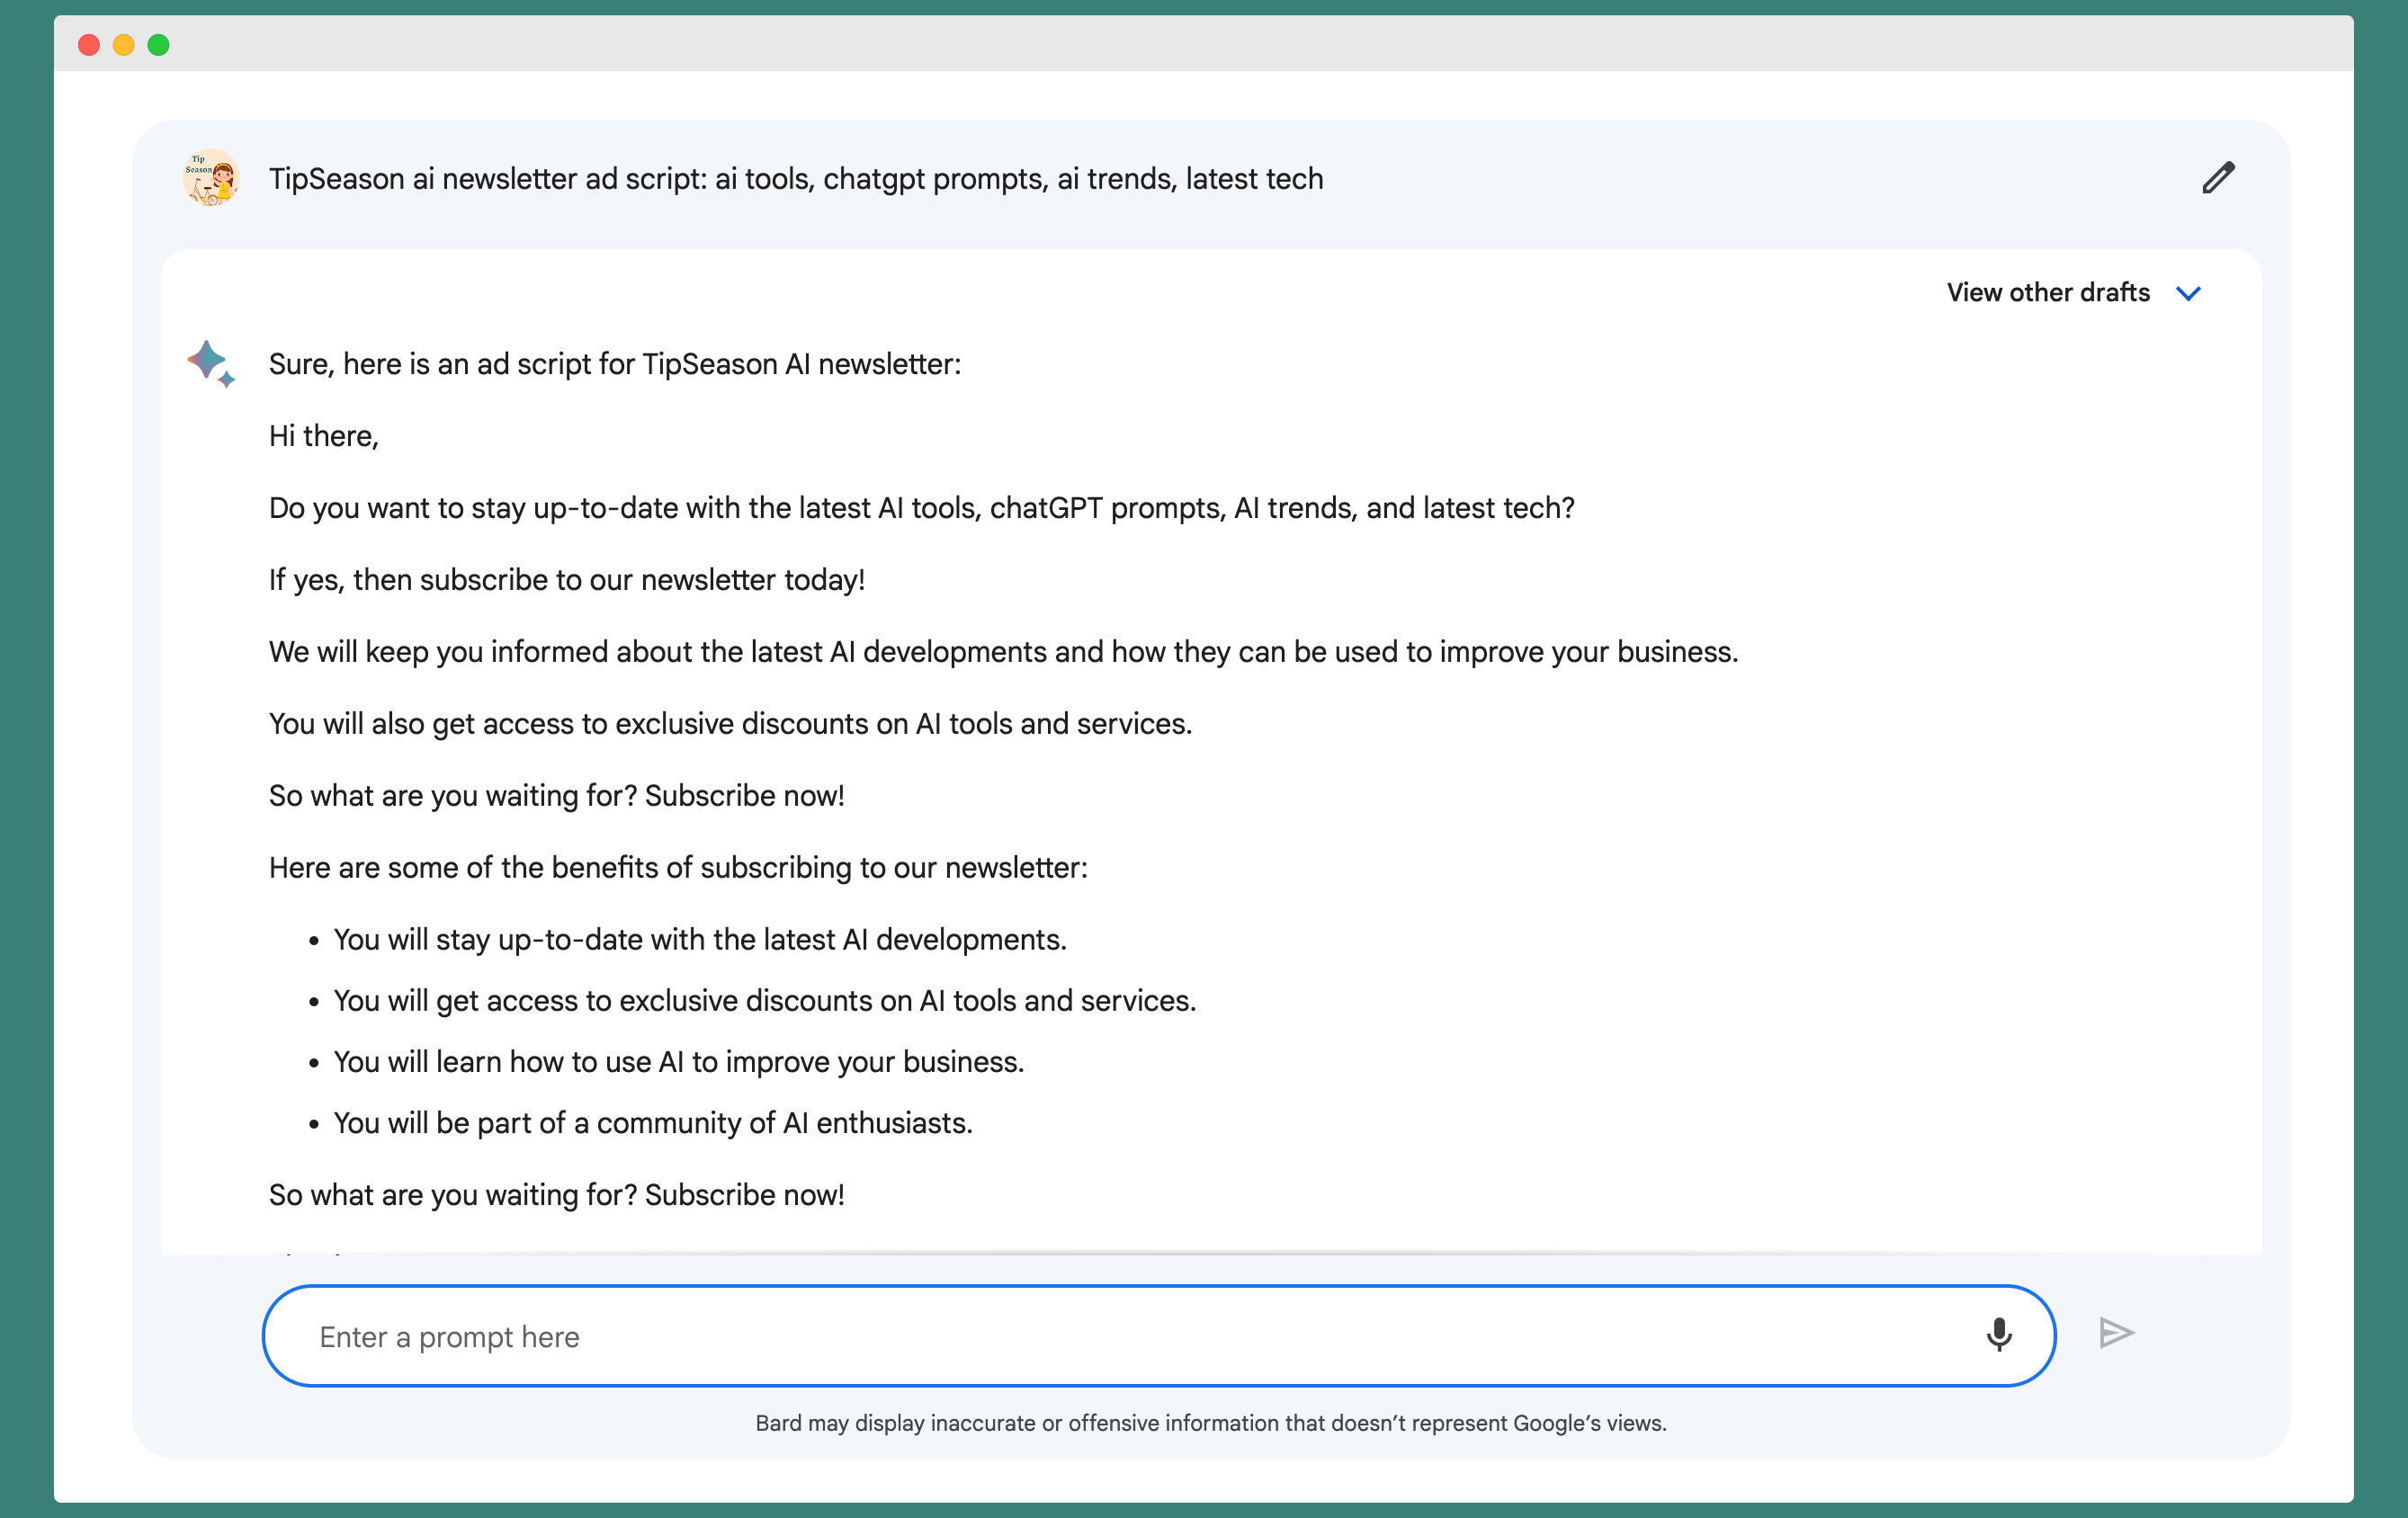 Tip
Season
TipSeason ai newsletter ad script: ai tools, chatgpt prompts, ai trends, latest tech
View other drafts
Sure, here is an ad script for TipSeason AI newsletter:
Hi there,
Do you want to stay up-to-date with the latest AI tools, chatGPT prompts, AI trends, and latest tech?
If yes, then subscribe to our newsletter today!
We will keep you informed about the latest AI developments and how they can be used to improve your business.
You will also get access to exclusive discounts on AI tools and services.
So what are you waiting for? Subscribe now!
Here are some of the benefits of subscribing to our newsletter:
• You will stay up-to-date with the latest AI developments.
• You will get access to exclusive discounts on AI tools and services.
• You will learn how to use AI to improve your business.
• You will be part of a community of AI enthusiasts.
So what are you waiting for? Subscribe now!
Enter a prompt here
Bard may display inaccurate or offensive information that doesn’t represent Google’s views.